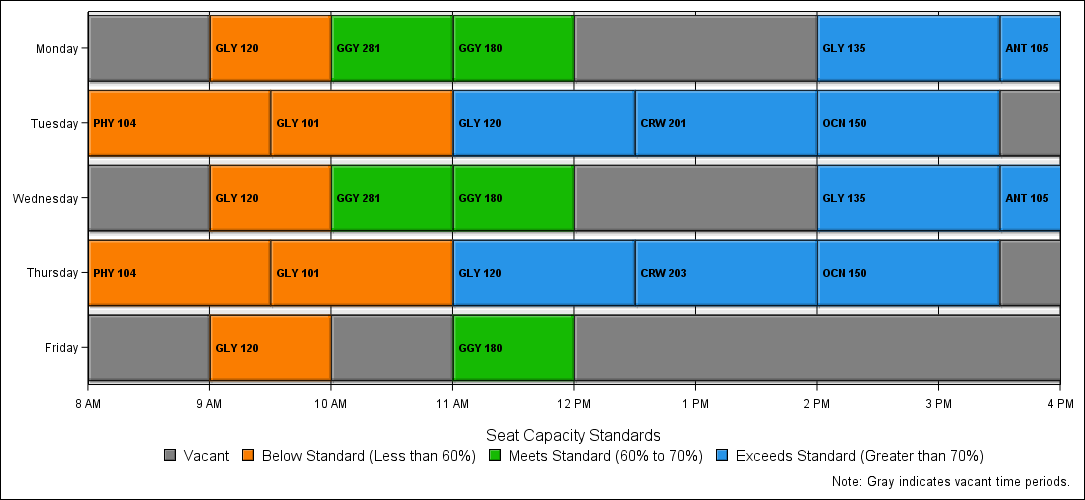 Monday GLY 120 GGY 281 GGY 180 GLY 135 ANT 105
Tuesday PHY 104 GLY 101 GLY 120 CRW 201 OCN 150
Wednesday GLY 120 GGY 281 GGY 180 GLY 135 ANT 105
Thursday PHY 104 GLY 101 GLY 120 CRW 203 OCN 150
Friday GLY 120 GGY 180
8 AM 9 AM 10 AM 11 AM 12 PM 1 PM 2 PM 3 PM 4 PM
Seat Capacity Standards
Vacant Below Standard (Less than 60%) Meets Standard (60% to 70%) Exceeds Standard (Greater than 70%)
Note: Gray indicates vacant time periods.